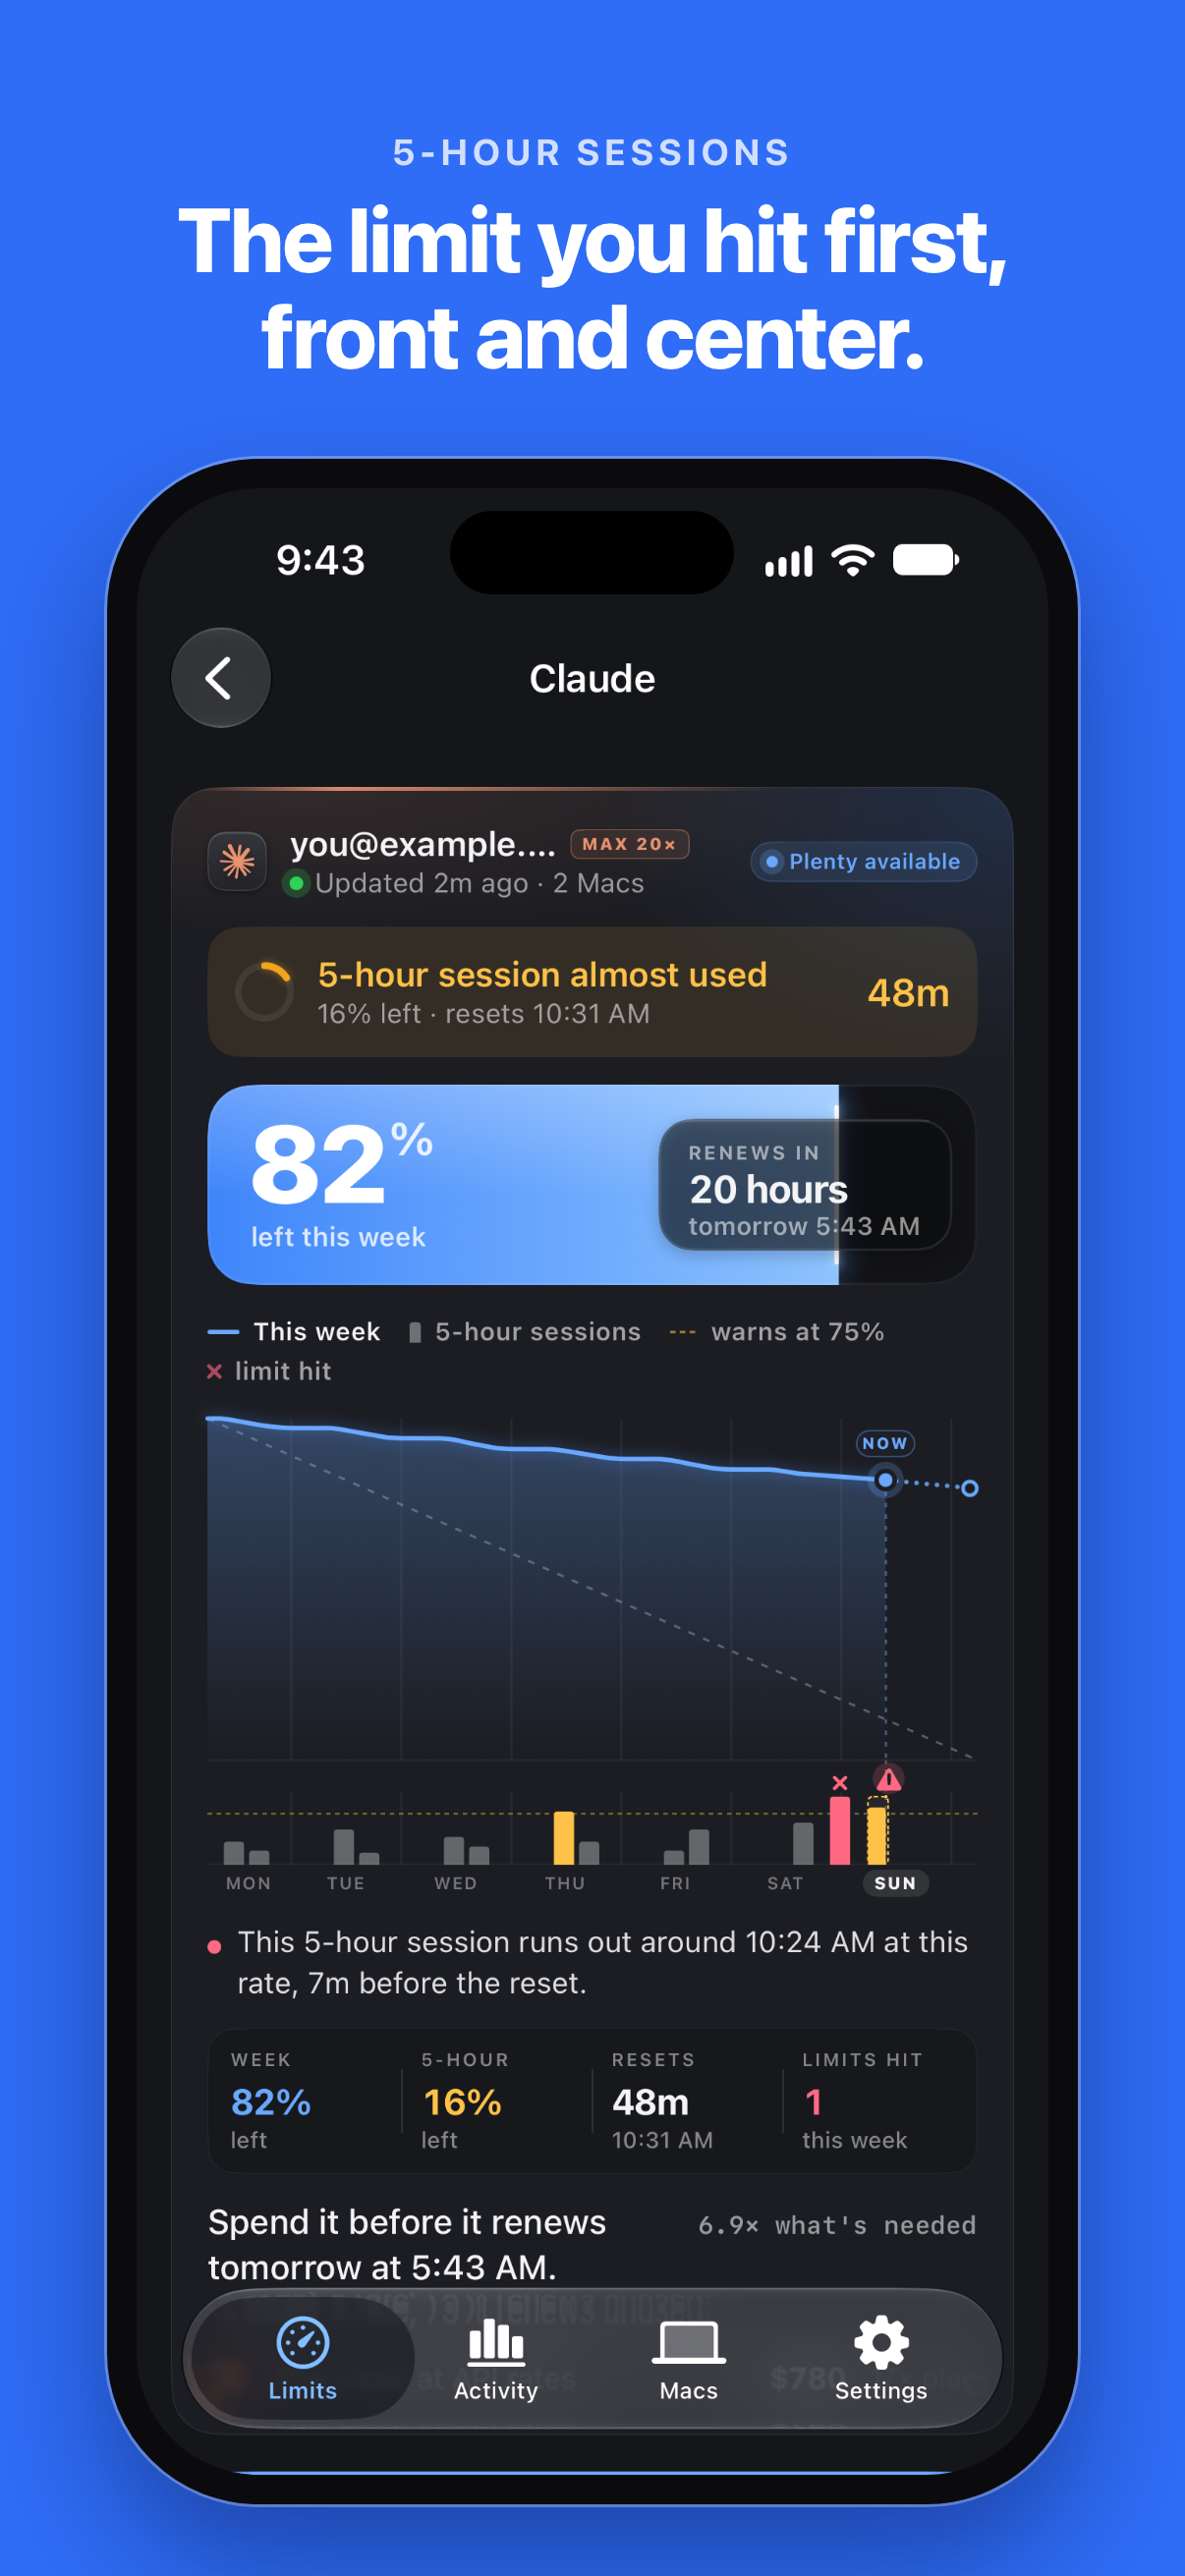 5-HOUR SESSIONS
The limit you hit first,
front and center.
9:43
Claude
you@example.... MAX 20×
Updated 2m ago · 2 Macs
Plenty available
5-hour session almost used
16% left · resets 10:31 AM
48m
82%
left this week
RENEWS IN
20 hours
tomorrow 5:43 AM
This week 5-hour sessions warns at 75%
limit hit
NOW
MON TUE WED THU FRI SAT SUN
This 5-hour session runs out around 10:24 AM at this
rate, 7m before the reset.
WEEK 5-HOUR RESETS LIMITS HIT
82% 16% 48m 1
left left 10:31 AM this week
Spend it before it renews
tomorrow at 5:43 AM.
6.9× what's needed
at API rates $780
Limits Activity Macs Settings